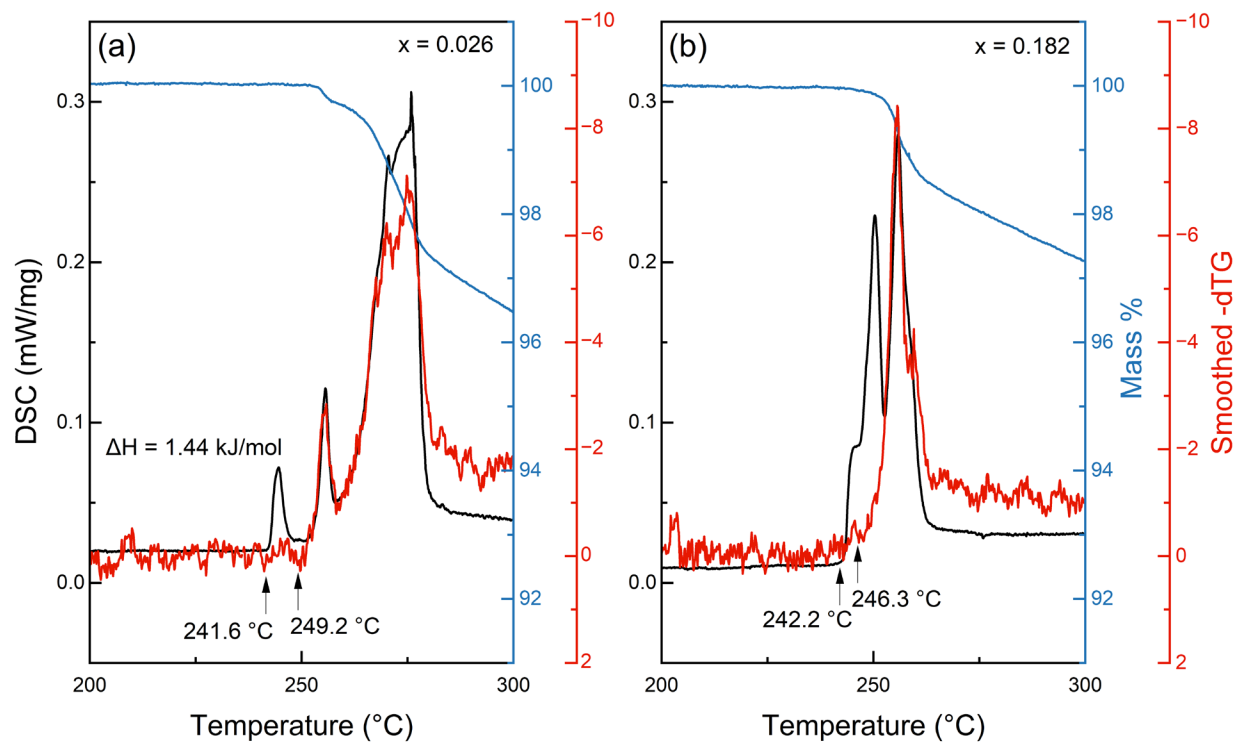 (a)
x = 0.026
0.3
0.2
0.1
0.0
DSC (mW/mg)
ΔH = 1.44 kJ/mol
241.6 °C
249.2 °C
200
250
300
Temperature (°C)
100
98
96
94
92
−10
−8
−6
−4
−2
0
2
(b)
x = 0.182
0.3
0.2
0.1
0.0
242.2 °C
246.3 °C
200
250
300
Temperature (°C)
100
98
96
94
92
Mass %
−10
−8
−6
−4
−2
0
2
Smoothed -dTG